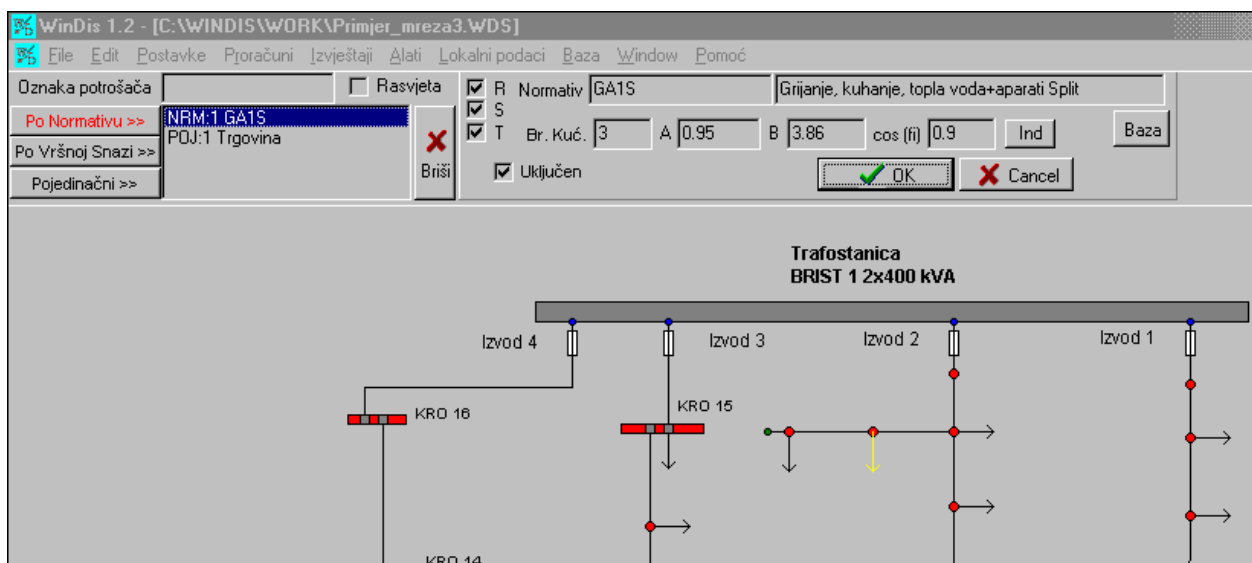 WinDis 1.2 - [C:\WINDIS\WORK\Primjer_mreza3.WDS]
File Edit Postavke Proračuni Izvještaji Alati Lokalni podaci Baza Window Pomoć
Oznaka potrošača Rasvjeta R Normativ GA1S Grijanje, kuhanje, topla voda+aparati Split
Po Normativu >> NRM:1 GA1S S
POJ:1 Trgovina T Br. Kuć. 3 A 0.95 B 3.86 cos (fi) 0.9 Ind Baza
Po Vršnoj Snazi >>
Pojedinačni >> Briši Uključen OK Cancel
Trafostanica
BRIST 1 2x400 kVA
Izvod 4 Izvod 3 Izvod 2 Izvod 1
KRO 16 KRO 15
KRO 14